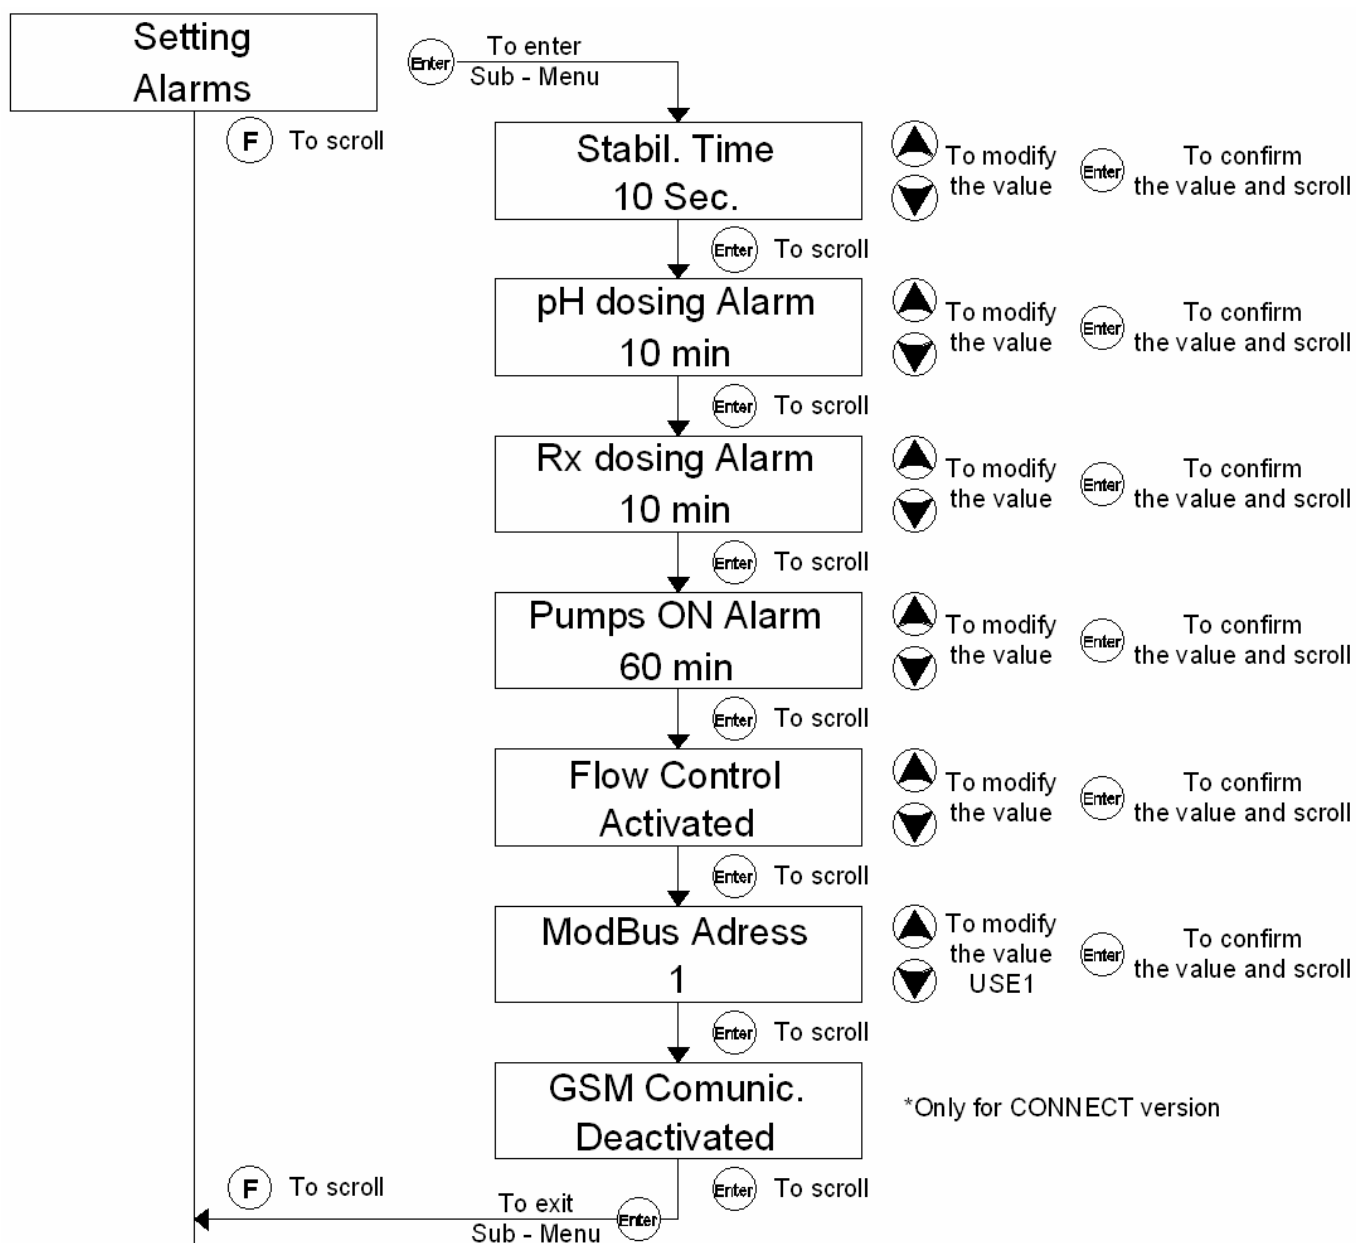 Setting
Alarms
Enter
To enter
Sub - Menu
F
To scroll
Stabil. Time
10 Sec.
To modify
the value
Enter
To confirm
the value and scroll
Enter
To scroll
pH dosing Alarm
10 min
To modify
the value
Enter
To confirm
the value and scroll
Enter
To scroll
Rx dosing Alarm
10 min
To modify
the value
Enter
To confirm
the value and scroll
Enter
To scroll
Pumps ON Alarm
60 min
To modify
the value
Enter
To confirm
the value and scroll
Enter
To scroll
Flow Control
Activated
To modify
the value
Enter
To confirm
the value and scroll
Enter
To scroll
ModBus Adress
1
To modify
the value
USE1
Enter
To confirm
the value and scroll
Enter
To scroll
GSM Comunic.
Deactivated
*Only for CONNECT version
F
To scroll
Enter
To scroll
To exit
Sub - Menu
Enter